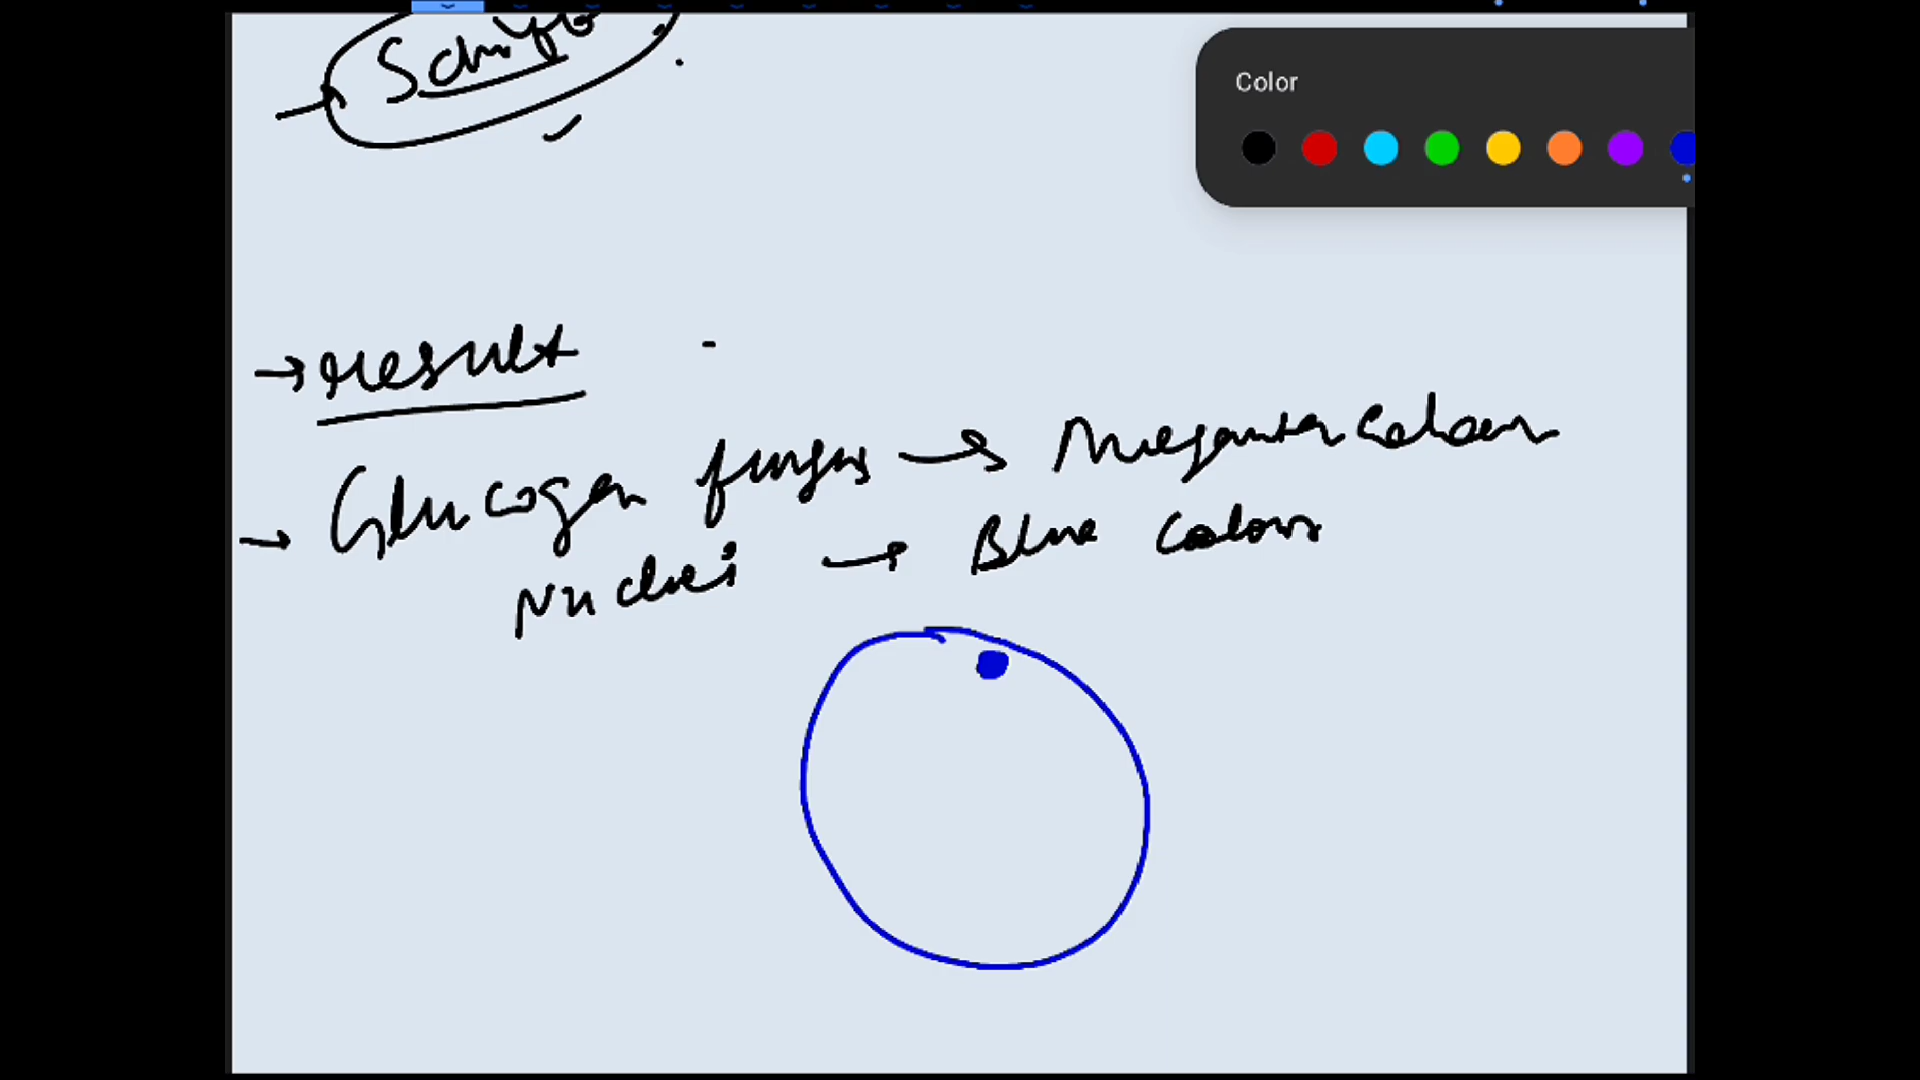 Schiff
Color
→ result -
→ Glucogen fungus → Megenta Colour
Nuclei → Blue Colour